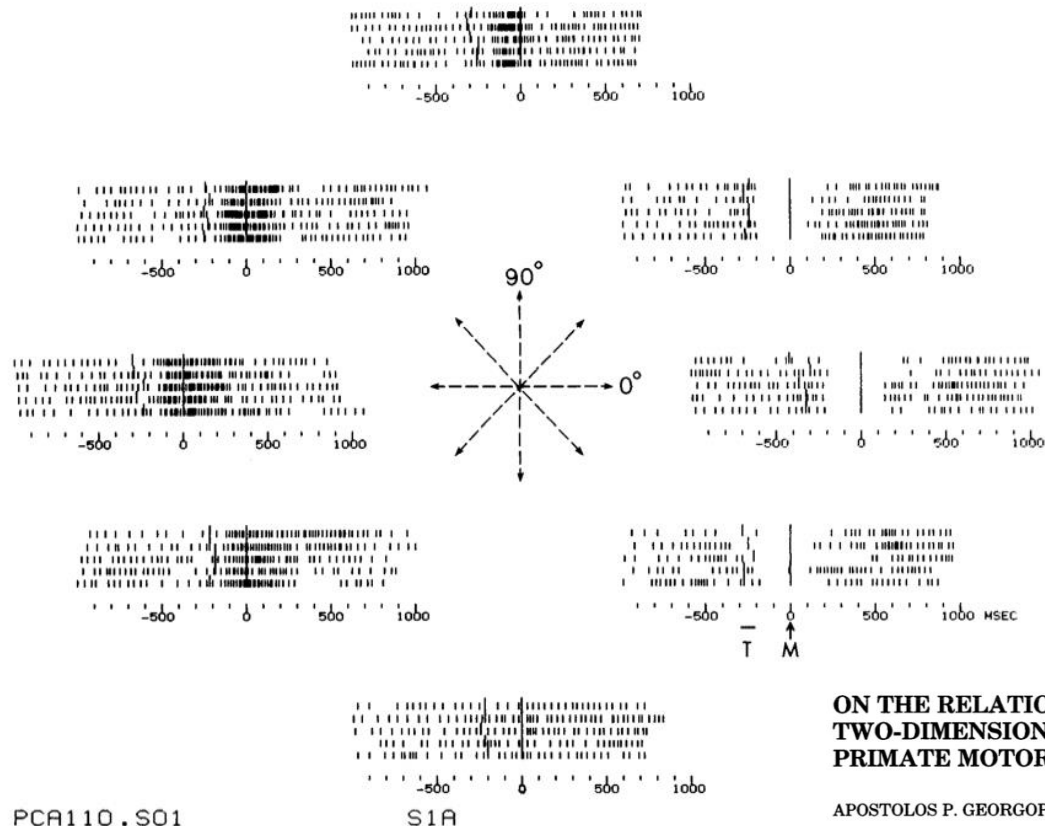 -500 0 500 1000
-500 0 500 1000
-500 0 500 1000
90°
0°
-500 0 500 1000
-500 0 500 1000
-500 0 500 1000
-500 0 500 1000 MSEC
T M
-500 0 500 1000
ON THE RELATIO
TWO-DIMENSION
PRIMATE MOTOR
APOSTOLOS P. GEORGOP
PCA110.S01 S1A